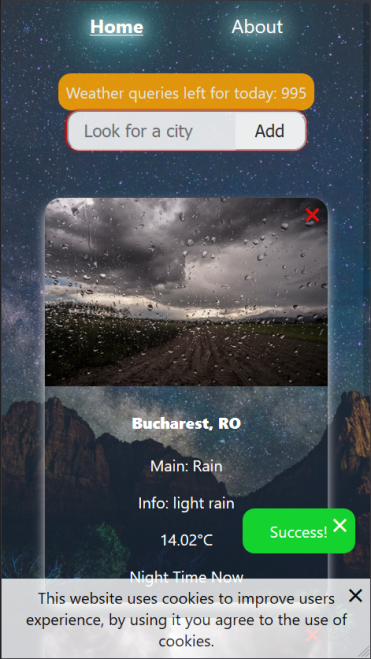 Home About
Weather queries left for today: 995
Look for a city Add
Bucharest, RO
Main: Rain
Info: light rain
14.02°C
Success!
Night Time Now
This website uses cookies to improve users
experience, by using it you agree to the use of
cookies.